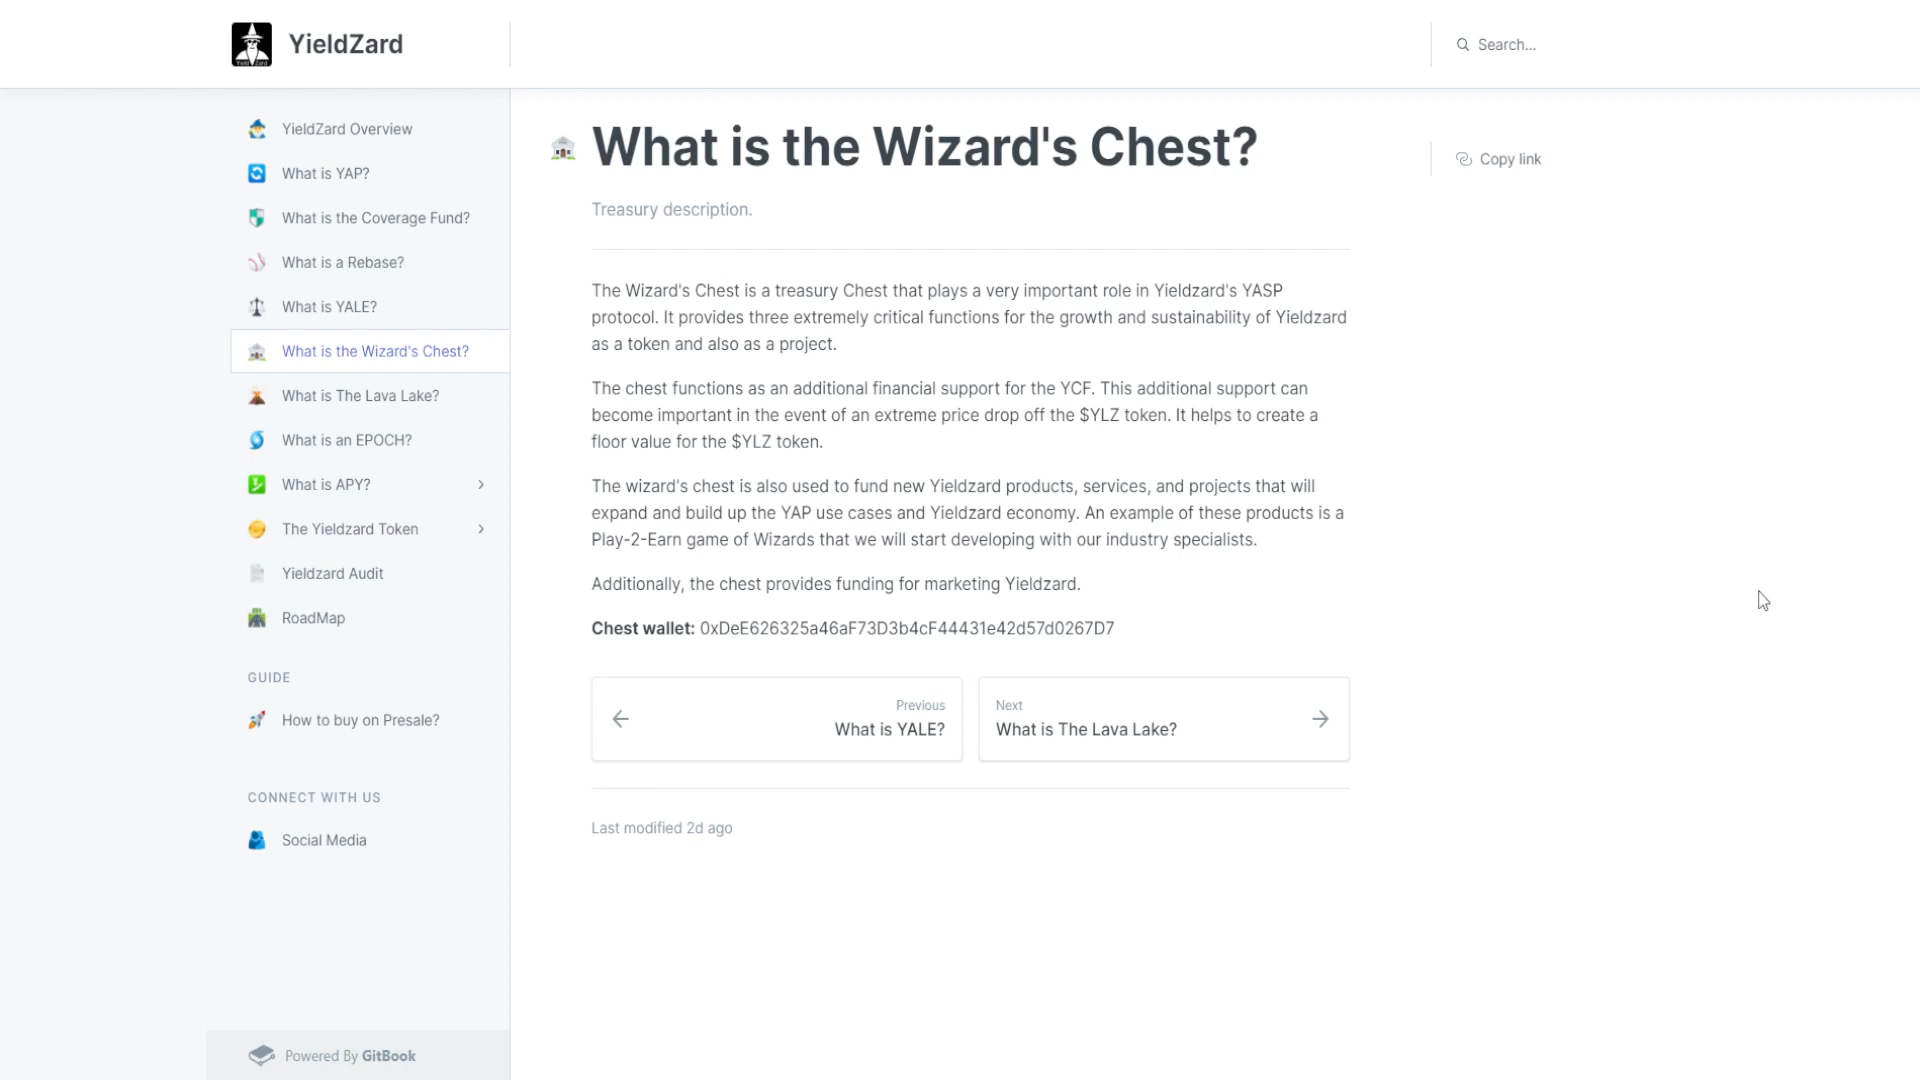 YieldZard
Search...
YieldZard Overview
What is YAP?
What is the Coverage Fund?
What is a Rebase?
What is YALE?
What is the Wizard's Chest?
What is The Lava Lake?
What is an EPOCH?
What is APY?
The Yieldzard Token
Yieldzard Audit
RoadMap
GUIDE
How to buy on Presale?
CONNECT WITH US
Social Media
Powered By GitBook
What is the Wizard's Chest?
Copy link
Treasury description.
The Wizard's Chest is a treasury Chest that plays a very important role in Yieldzard's YASP
protocol. It provides three extremely critical functions for the growth and sustainability of Yieldzard
as a token and also as a project.
The chest functions as an additional financial support for the YCF. This additional support can
become important in the event of an extreme price drop off the $YLZ token. It helps to create a
floor value for the $YLZ token.
The wizard's chest is also used to fund new Yieldzard products, services, and projects that will
expand and build up the YAP use cases and Yieldzard economy. An example of these products is a
Play-2-Earn game of Wizards that we will start developing with our industry specialists.
Additionally, the chest provides funding for marketing Yieldzard.
Chest wallet: 0xDeE626325a46aF73D3b4cF44431e42d57d0267D7
Previous
What is YALE?
Next
What is The Lava Lake?
Last modified 2d ago